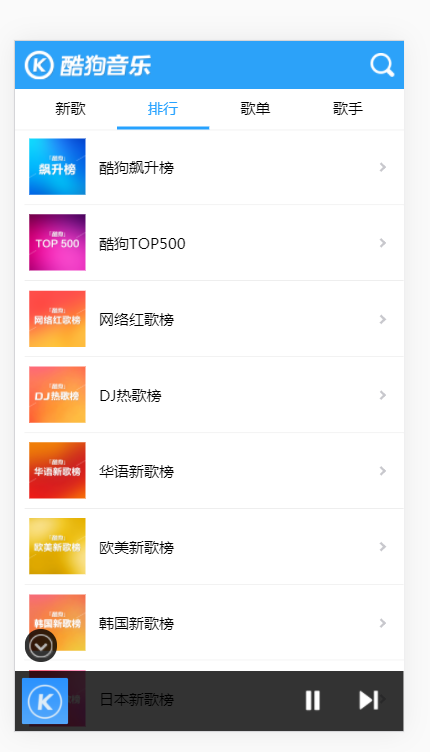 酷狗音乐
新歌 排行 歌单 歌手
「酷狗」
飙升榜
酷狗飙升榜
「酷狗」
TOP 500
酷狗TOP500
「酷狗」
网络红歌榜
网络红歌榜
「酷狗」
DJ热歌榜
DJ热歌榜
「酷狗」
华语新歌榜
华语新歌榜
「酷狗」
欧美新歌榜
欧美新歌榜
「酷狗」
韩国新歌榜
韩国新歌榜
K
日本新歌榜